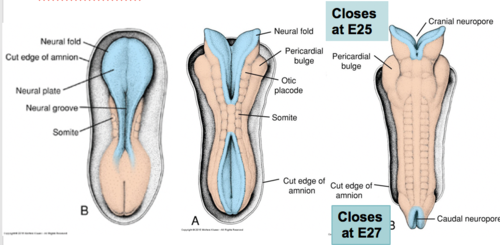 Neural fold
Cut edge of amnion
Neural plate
Neural groove
Somite
B
Neural fold
Pericardial
bulge
Otic
placode
Somite
Cut edge of
amnion
A
Closes
at E25
Cranial neuropore
Pericardial
bulge
Cut edge of
amnion
Closes
at E27
B
Caudal neuropore